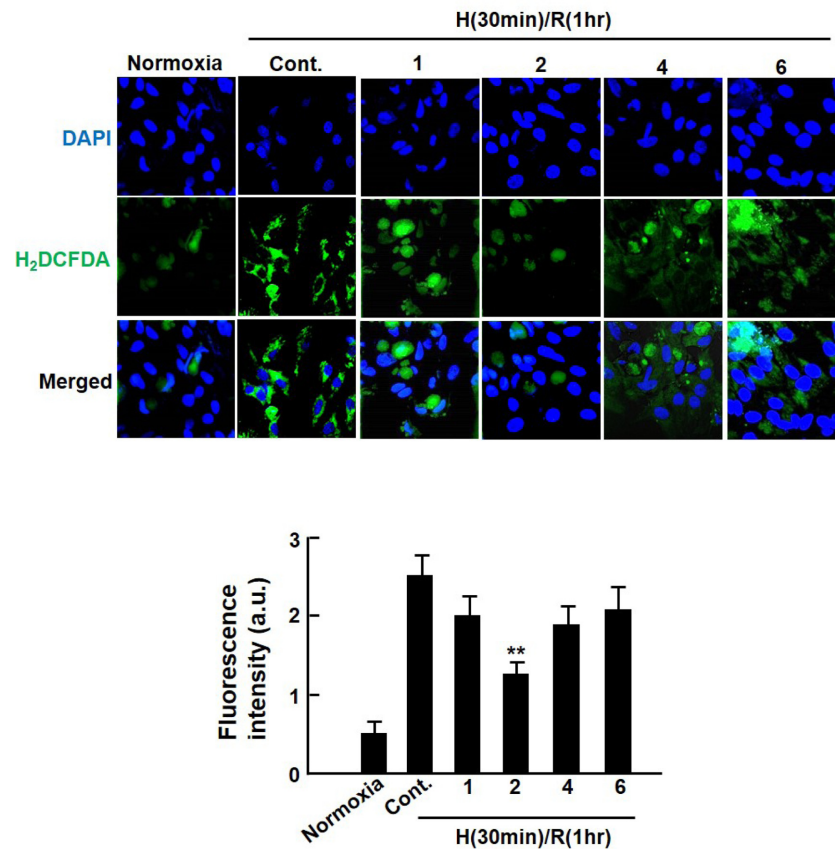 H(30min)/R(1hr)
Normoxia Cont. 1 2 4 6
DAPI
H₂DCFDA
Merged
Fluorescence
intensity (a.u.)
3
2
1
0
**
Normoxia Cont. 1 2 4 6
H(30min)/R(1hr)